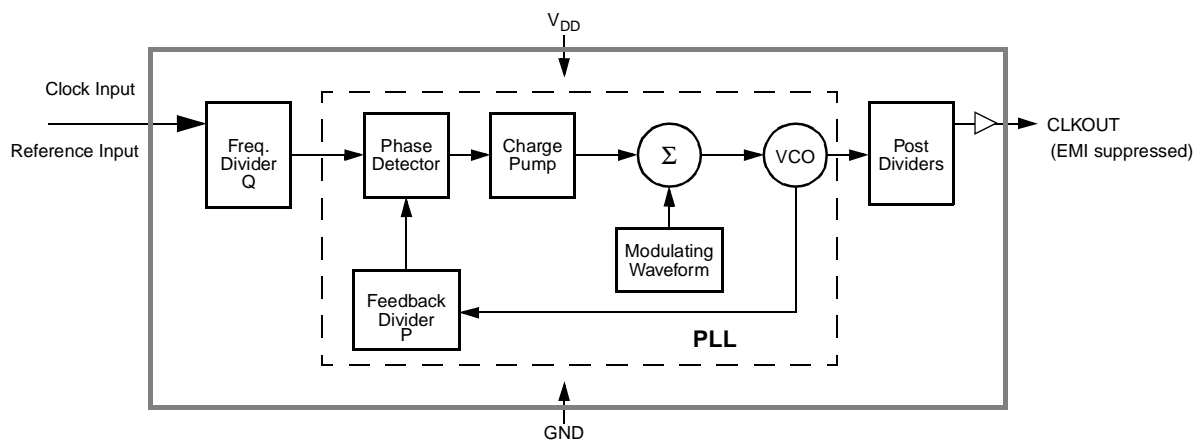 VDD
Clock Input
Reference Input
Freq.
Divider
Q
Phase
Detector
Charge
Pump
Σ
VCO
Post
Dividers
CLKOUT
(EMI suppressed)
Modulating
Waveform
Feedback
Divider
P
PLL
GND